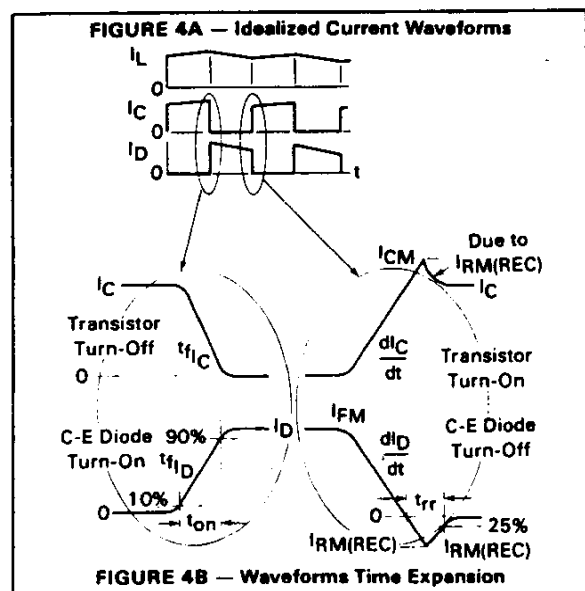 FIGURE 4A — Idealized Current Waveforms
IL
0
IC
0
ID
0
t
ICM
Due to
IRM(REC)
IC
IC
Transistor
Turn-Off
tfIC
0
dIC
dt
Transistor
Turn-On
C-E Diode
Turn-On
90%
tfID
ID
IFM
dID
dt
C-E Diode
Turn-Off
10%
0
ton
0
trr
25%
IRM(REC)
IRM(REC)
FIGURE 4B — Waveforms Time Expansion